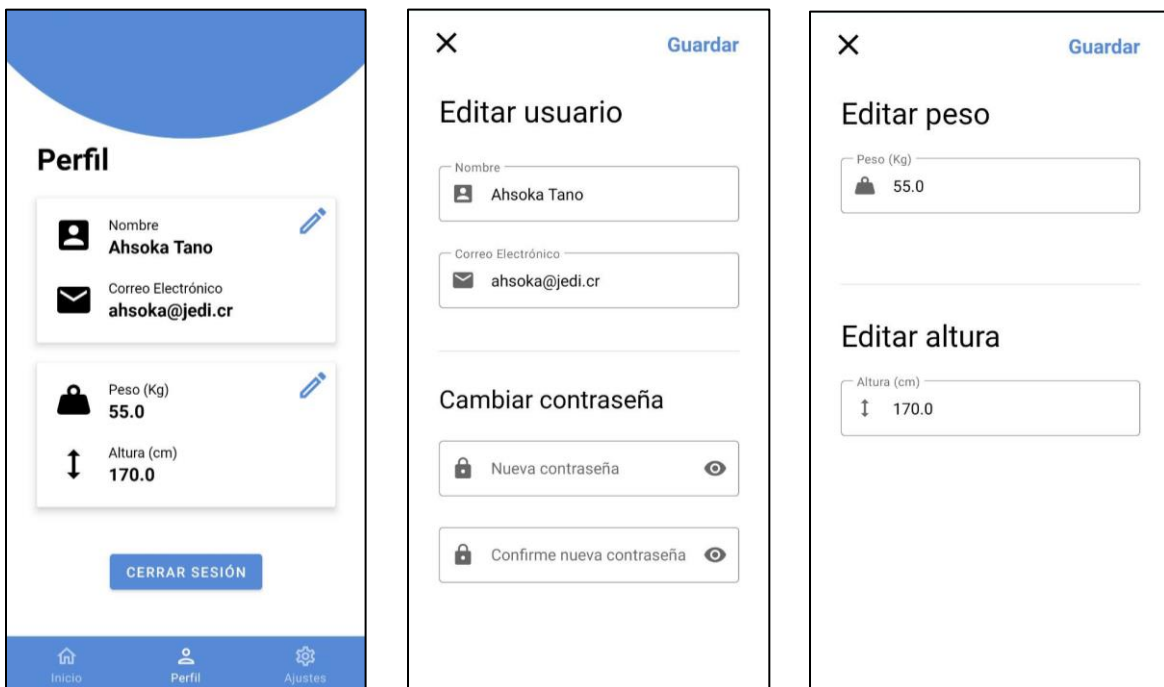 Perfil
Nombre
Ahsoka Tano
Correo Electrónico
ahsoka@jedi.cr
Peso (Kg)
55.0
Altura (cm)
170.0
CERRAR SESIÓN
Inicio
Perfil
Ajustes
Guardar
Editar usuario
Nombre
Ahsoka Tano
Correo Electrónico
ahsoka@jedi.cr
Cambiar contraseña
Nueva contraseña
Confirme nueva contraseña
Guardar
Editar peso
Peso (Kg)
55.0
Editar altura
Altura (cm)
170.0